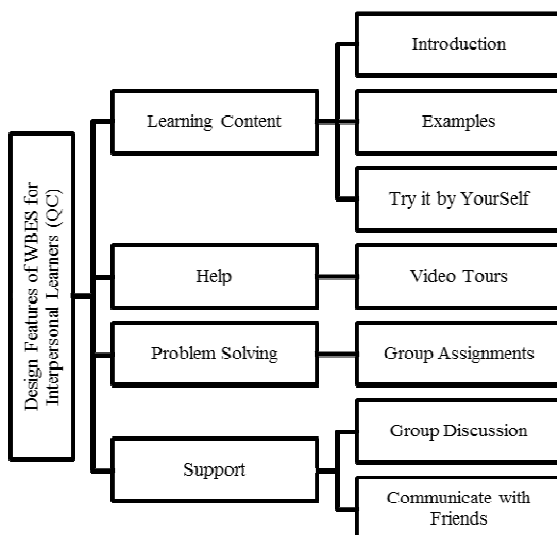 Design Features of WBES for
Interpersonal Learners (QC)
Learning Content
Introduction
Examples
Try it by YourSelf
Help
Video Tours
Problem Solving
Group Assignments
Support
Group Discussion
Communicate with
Friends